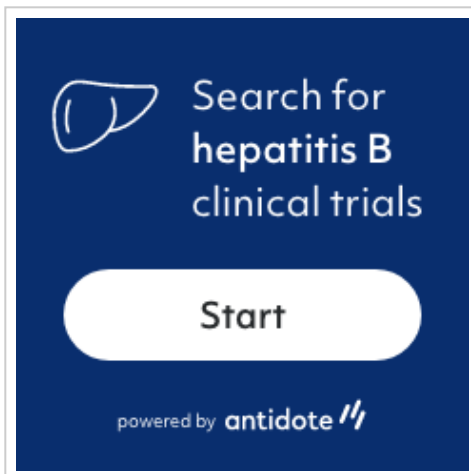 Search for
hepatitis B
clinical trials
Start
powered by antidote